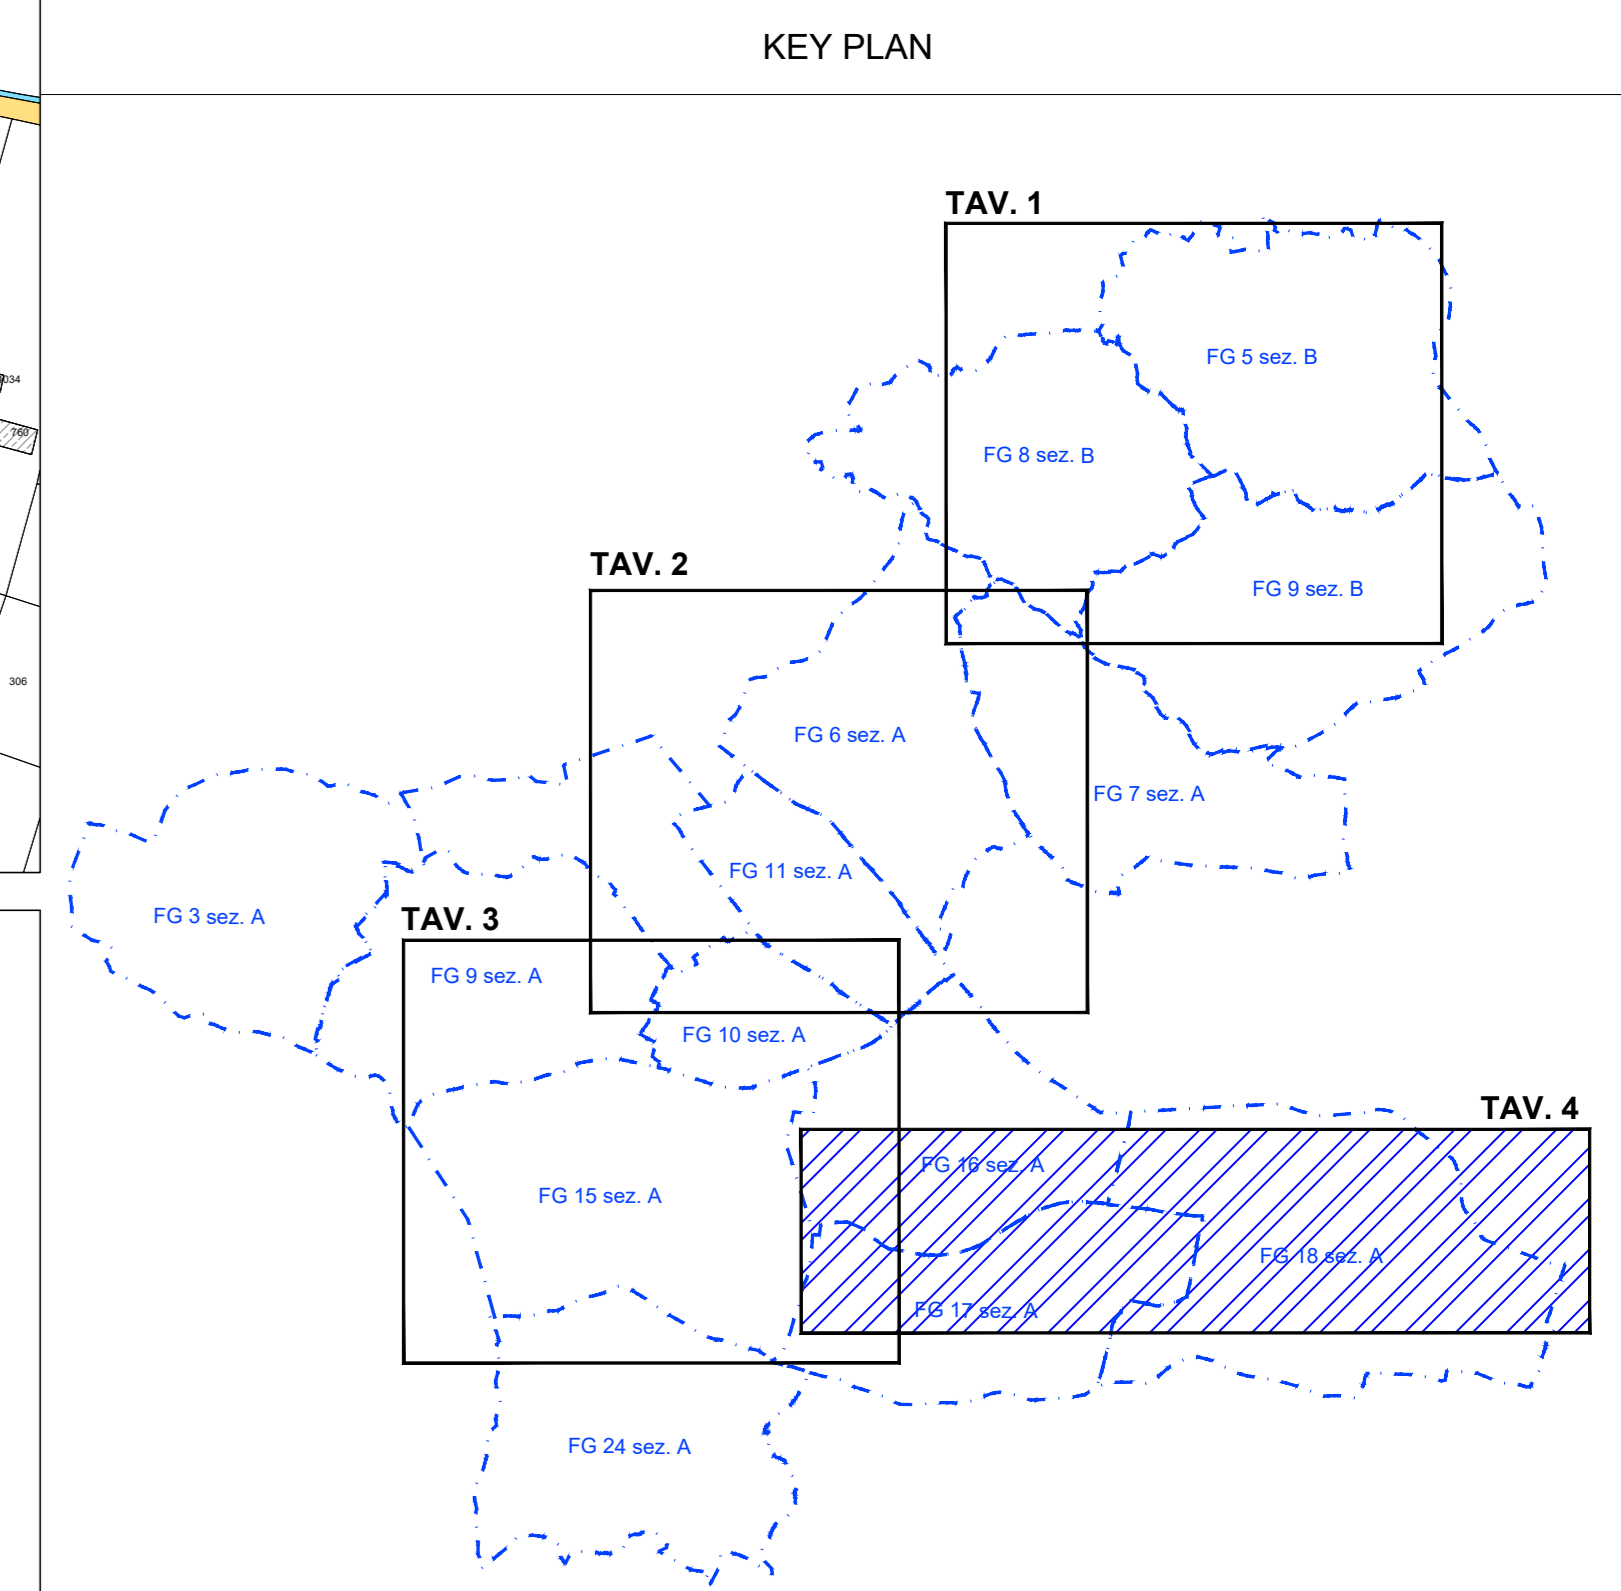 KEY PLAN
TAV. 1
FG 5 sez. B
034
760
FG 8 sez. B
TAV. 2
FG 9 sez. B
306
FG 6 sez. A
FG 7 sez. A
FG 11 sez. A
FG 3 sez. A
TAV. 3
FG 9 sez. A
FG 10 sez. A
TAV. 4
FG 16 sez. A
FG 15 sez. A
FG 18 sez. A
FG 17 sez. A
FG 24 sez. A